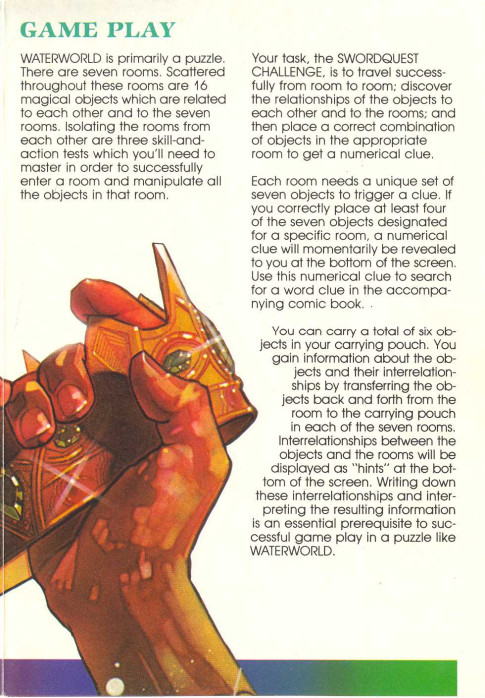 GAME PLAY
WATERWORLD is primarily a puzzle.
There are seven rooms. Scattered
throughout these rooms are 16
magical objects which are related
to each other and to the seven
rooms. Isolating the rooms from
each other are three skill-and-
action tests which you'll need to
master in order to successfully
enter a room and manipulate all
the objects in that room.
Your task, the SWORDQUEST
CHALLENGE, is to travel success-
fully from room to room; discover
the relationships of the objects to
each other and to the rooms; and
then place a correct combination
of objects in the appropriate
room to get a numerical clue.
Each room needs a unique set of
seven objects to trigger a clue. If
you correctly place at least four
of the seven objects designated
for a specific room, a numerical
clue will momentarily be revealed
to you at the bottom of the screen.
Use this numerical clue to search
for a word clue in the accompa-
nying comic book.
You can carry a total of six ob-
jects in your carrying pouch. You
gain information about the ob-
jects and their interrelation-
ships by transferring the ob-
jects back and forth from the
room to the carrying pouch
in each of the seven rooms.
Interrelationships between the
objects and the rooms will be
displayed as "hints" at the bot-
tom of the screen. Writing down
these interrelationships and inter-
preting the resulting information
is an essential prerequisite to suc-
cessful game play in a puzzle like
WATERWORLD.